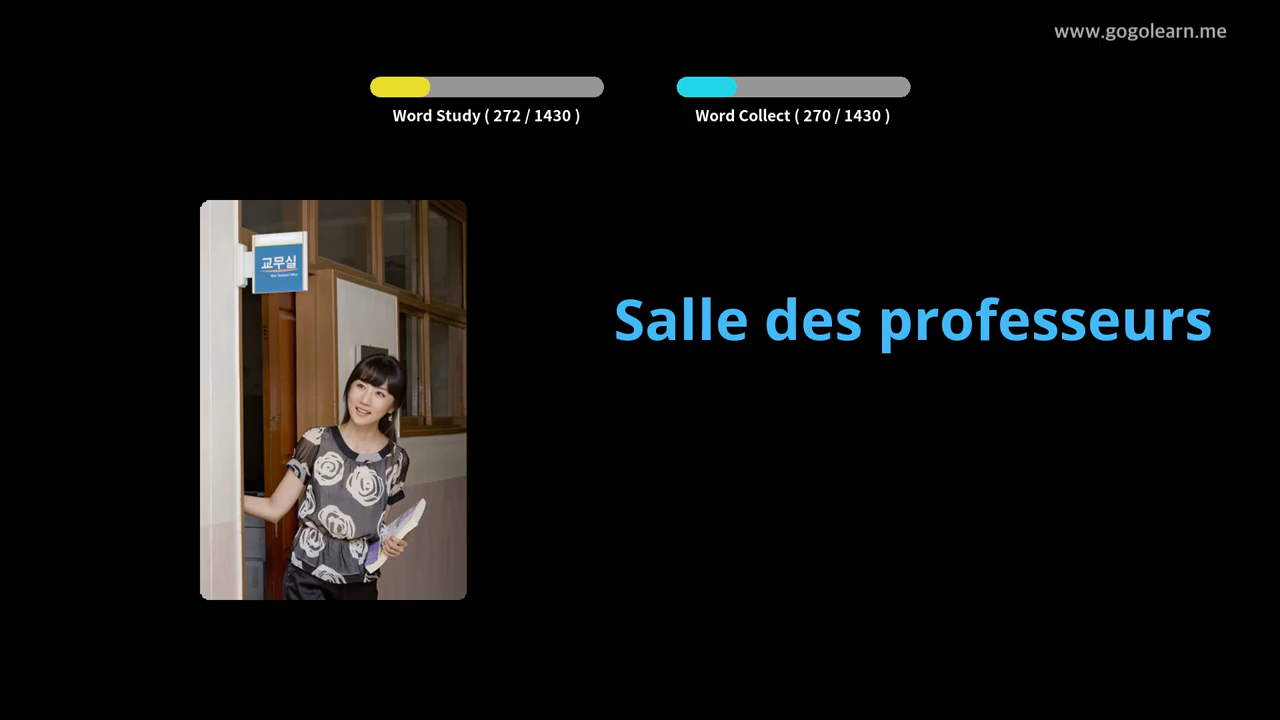 www.gogolearn.me
Word Study ( 272 / 1430 )
Word Collect ( 270 / 1430 )
교무실
Salle des professeurs